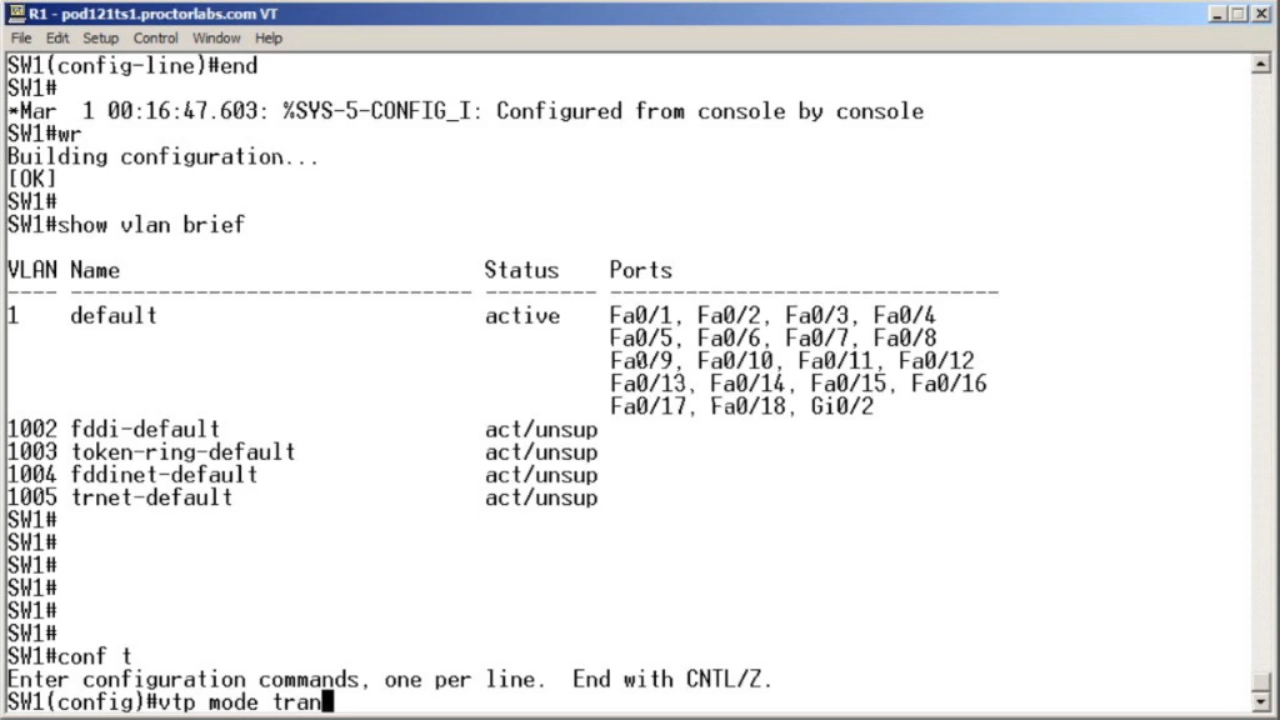 R1 - pod121ts1.proctorlabs.com VT
File Edit Setup Control Window Help
SW1(config-line)#end
SW1#
*Mar  1 00:16:47.603: %SYS-5-CONFIG_I: Configured from console by console
SW1#wr
Building configuration...
[OK]
SW1#
SW1#show vlan brief
VLAN Name                             Status    Ports
---- -------------------------------- --------- -------------------------------
1    default                          active    Fa0/1, Fa0/2, Fa0/3, Fa0/4
                                                Fa0/5, Fa0/6, Fa0/7, Fa0/8
                                                Fa0/9, Fa0/10, Fa0/11, Fa0/12
                                                Fa0/13, Fa0/14, Fa0/15, Fa0/16
                                                Fa0/17, Fa0/18, Gi0/2
1002 fddi-default                     act/unsup
1003 token-ring-default               act/unsup
1004 fddinet-default                  act/unsup
1005 trnet-default                    act/unsup
SW1#
SW1#
SW1#
SW1#
SW1#
SW1#
SW1#conf t
Enter configuration commands, one per line.  End with CNTL/Z.
SW1(config)#vtp mode tran